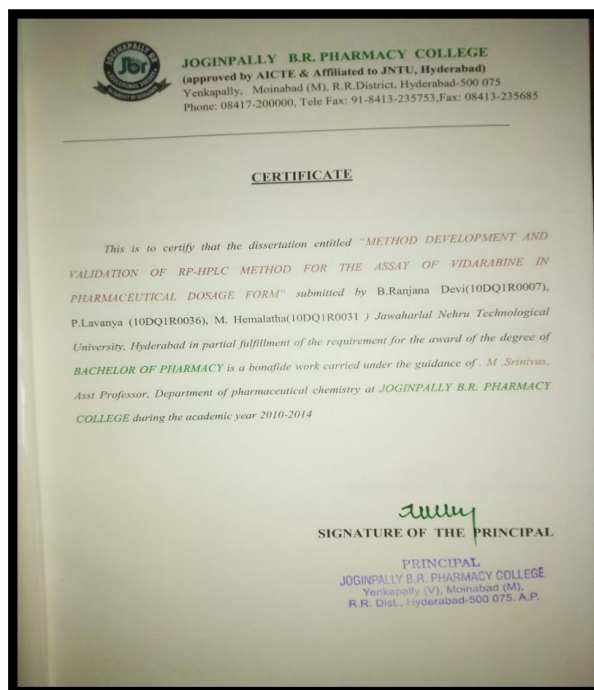 JOGINPALLY B.R. PHARMACY COLLEGE
(approved by AICTE & Affiliated to JNTU, Hyderabad)
Yenkapally, Moinabad (M), R.R.District, Hyderabad-500 075
Phone: 08417-200000, Tele Fax: 91-8413-235753,Fax: 08413-235685
Jbr
CERTIFICATE
This is to certify that the dissertation entitled "METHOD DEVELOPMENT AND
VALIDATION OF RP-HPLC METHOD FOR THE ASSAY OF VIDARABINE IN
PHARMACEUTICAL DOSAGE FORM" submitted by B.Ranjana Devi(10DQ1R0007),
P.Lavanya (10DQ1R0036), M. Hemalatha(10DQ1R0031 ) Jawaharlal Nehru Technological
University, Hyderabad in partial fulfillment of the requirement for the award of the degree of
BACHELOR OF PHARMACY is a bonafide work carried under the guidance of . M .Srinivas,
Asst Professor, Department of pharmaceutical chemistry at JOGINPALLY B.R. PHARMACY
COLLEGE during the academic year 2010-2014
SIGNATURE OF THE PRINCIPAL
PRINCIPAL
JOGINPALLY B.R. PHARMACY COLLEGE
Yenkapally (V), Moinabad (M),
R.R. Dist., Hyderabad-500 075. A.P.